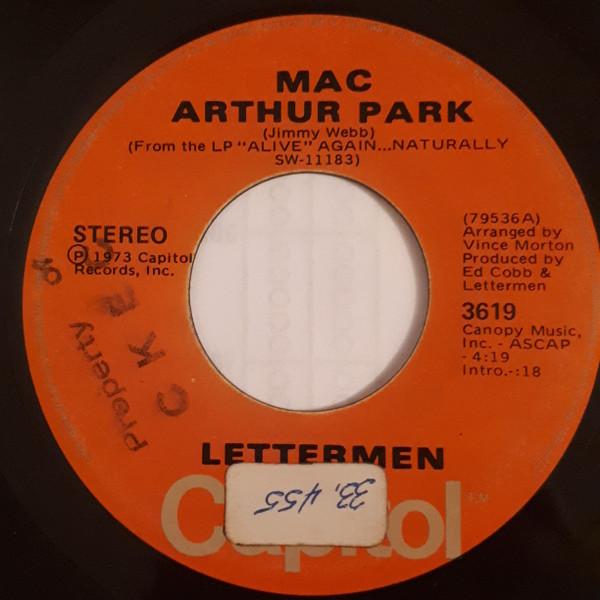 MAC
ARTHUR PARK
(Jimmy Webb)
(From the LP "ALIVE" AGAIN...NATURALLY
SW-11183)
STEREO
Ⓟ 1973 Capitol
Records, Inc.
(79536A)
Arranged by
Vince Morton
Produced by
Ed Cobb &
Lettermen
3619
Canopy Music,
Inc. - ASCAP
- 4:19
Intro.-:18
Property of
LETTERMEN
33,455
Capitol
T.M.